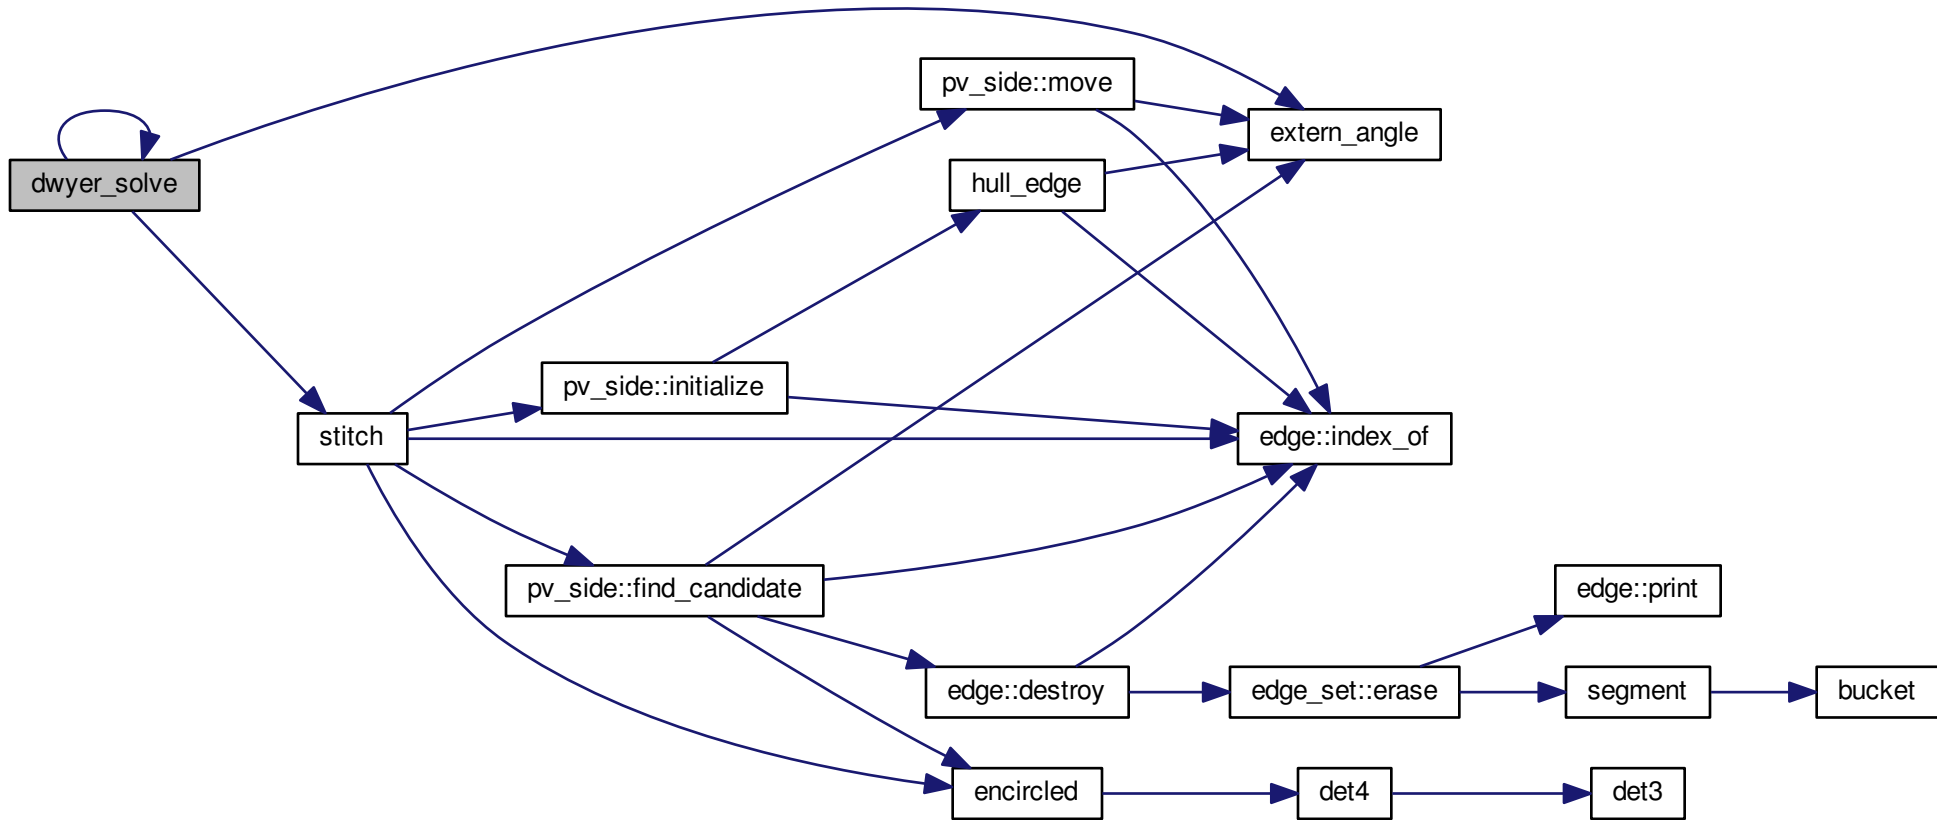 pv_side::move
extern_angle
dwyer_solve
hull_edge
pv_side::initialize
stitch
edge::index_of
pv_side::find_candidate
edge::print
edge::destroy
edge_set::erase
segment
bucket
encircled
det4
det3